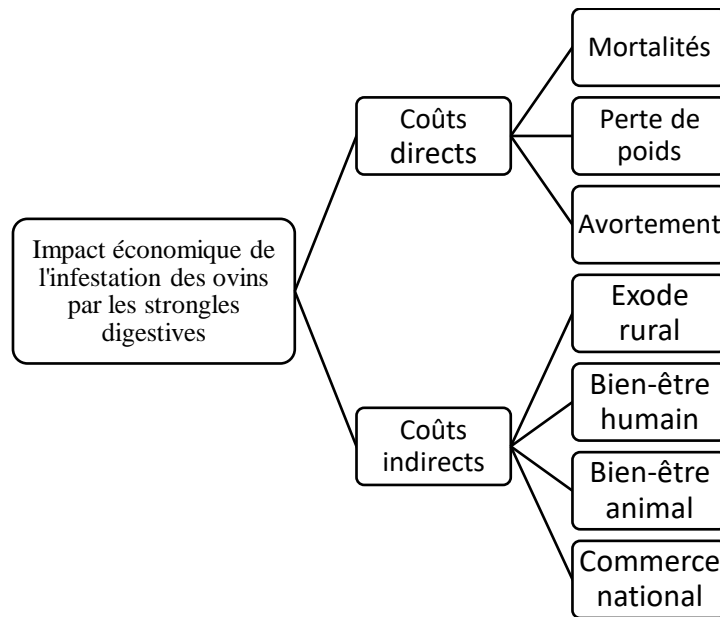 Impact économique de
l'infestation des ovins
par les strongles
digestives
Coûts
directs
Mortalités
Perte de
poids
Avortement
Coûts
indirects
Exode
rural
Bien-être
humain
Bien-être
animal
Commerce
national